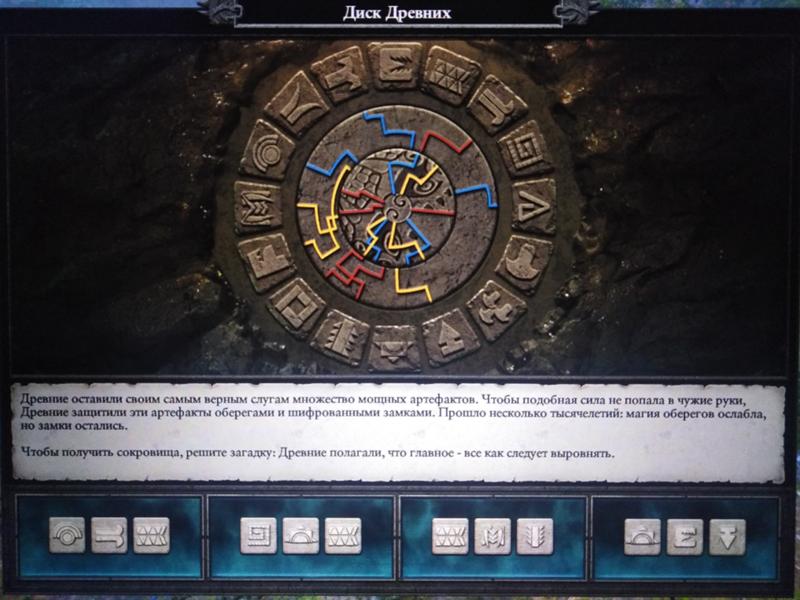 Диск Древних
Древние оставили своим самым верным слугам множество мощных артефактов. Чтобы подобная сила не попала в чужие руки,
Древние защитили эти артефакты оберегами и шифрованными замками. Прошло несколько тысячелетий: магия оберегов ослабла,
но замки остались.
Чтобы получить сокровища, решите загадку: Древние полагали, что главное - все как следует выровнять.